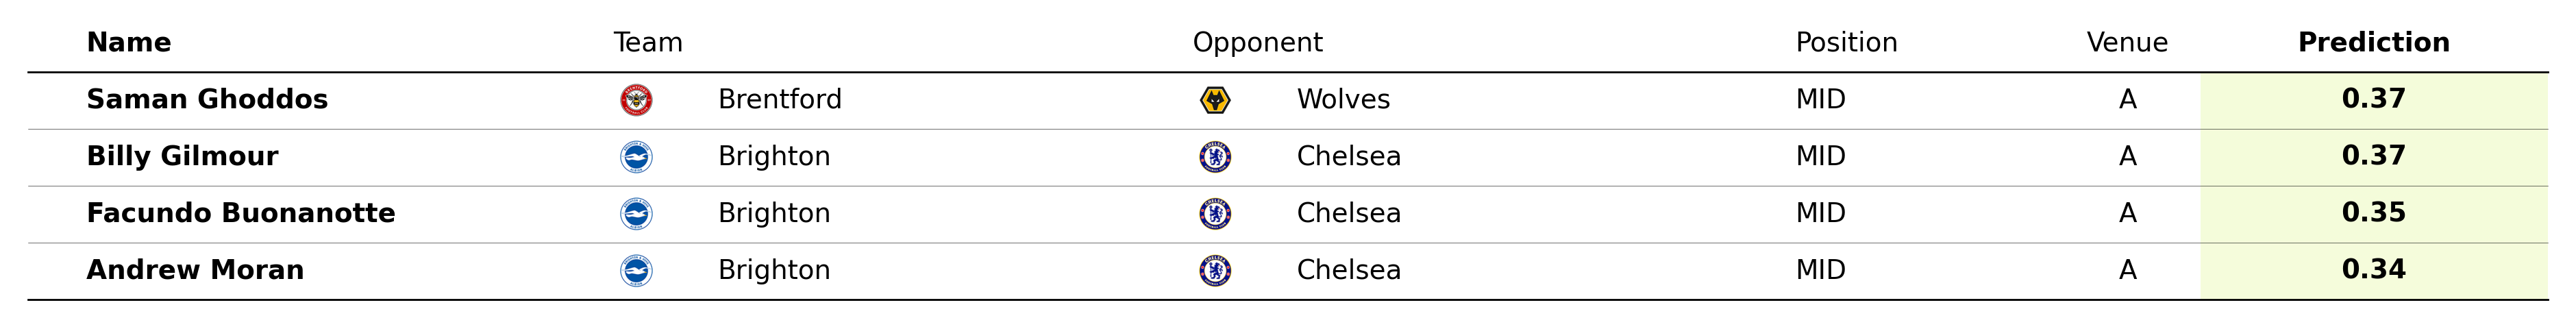 Name Team Opponent Position Venue Prediction
Saman Ghoddos Brentford Wolves MID A 0.37
Billy Gilmour Brighton Chelsea MID A 0.37
Facundo Buonanotte Brighton Chelsea MID A 0.35
Andrew Moran Brighton Chelsea MID A 0.34